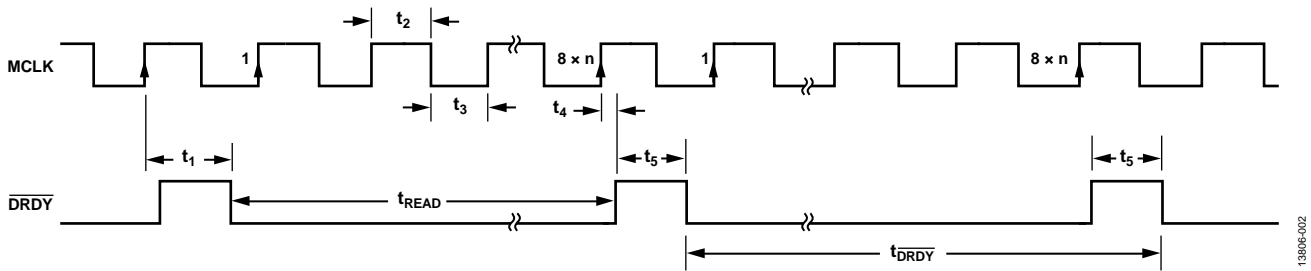 t2
MCLK
1
8 × n
1
8 × n
t3
t4
t1
t5
t5
DRDY
tREAD
tDRDY
13806-002